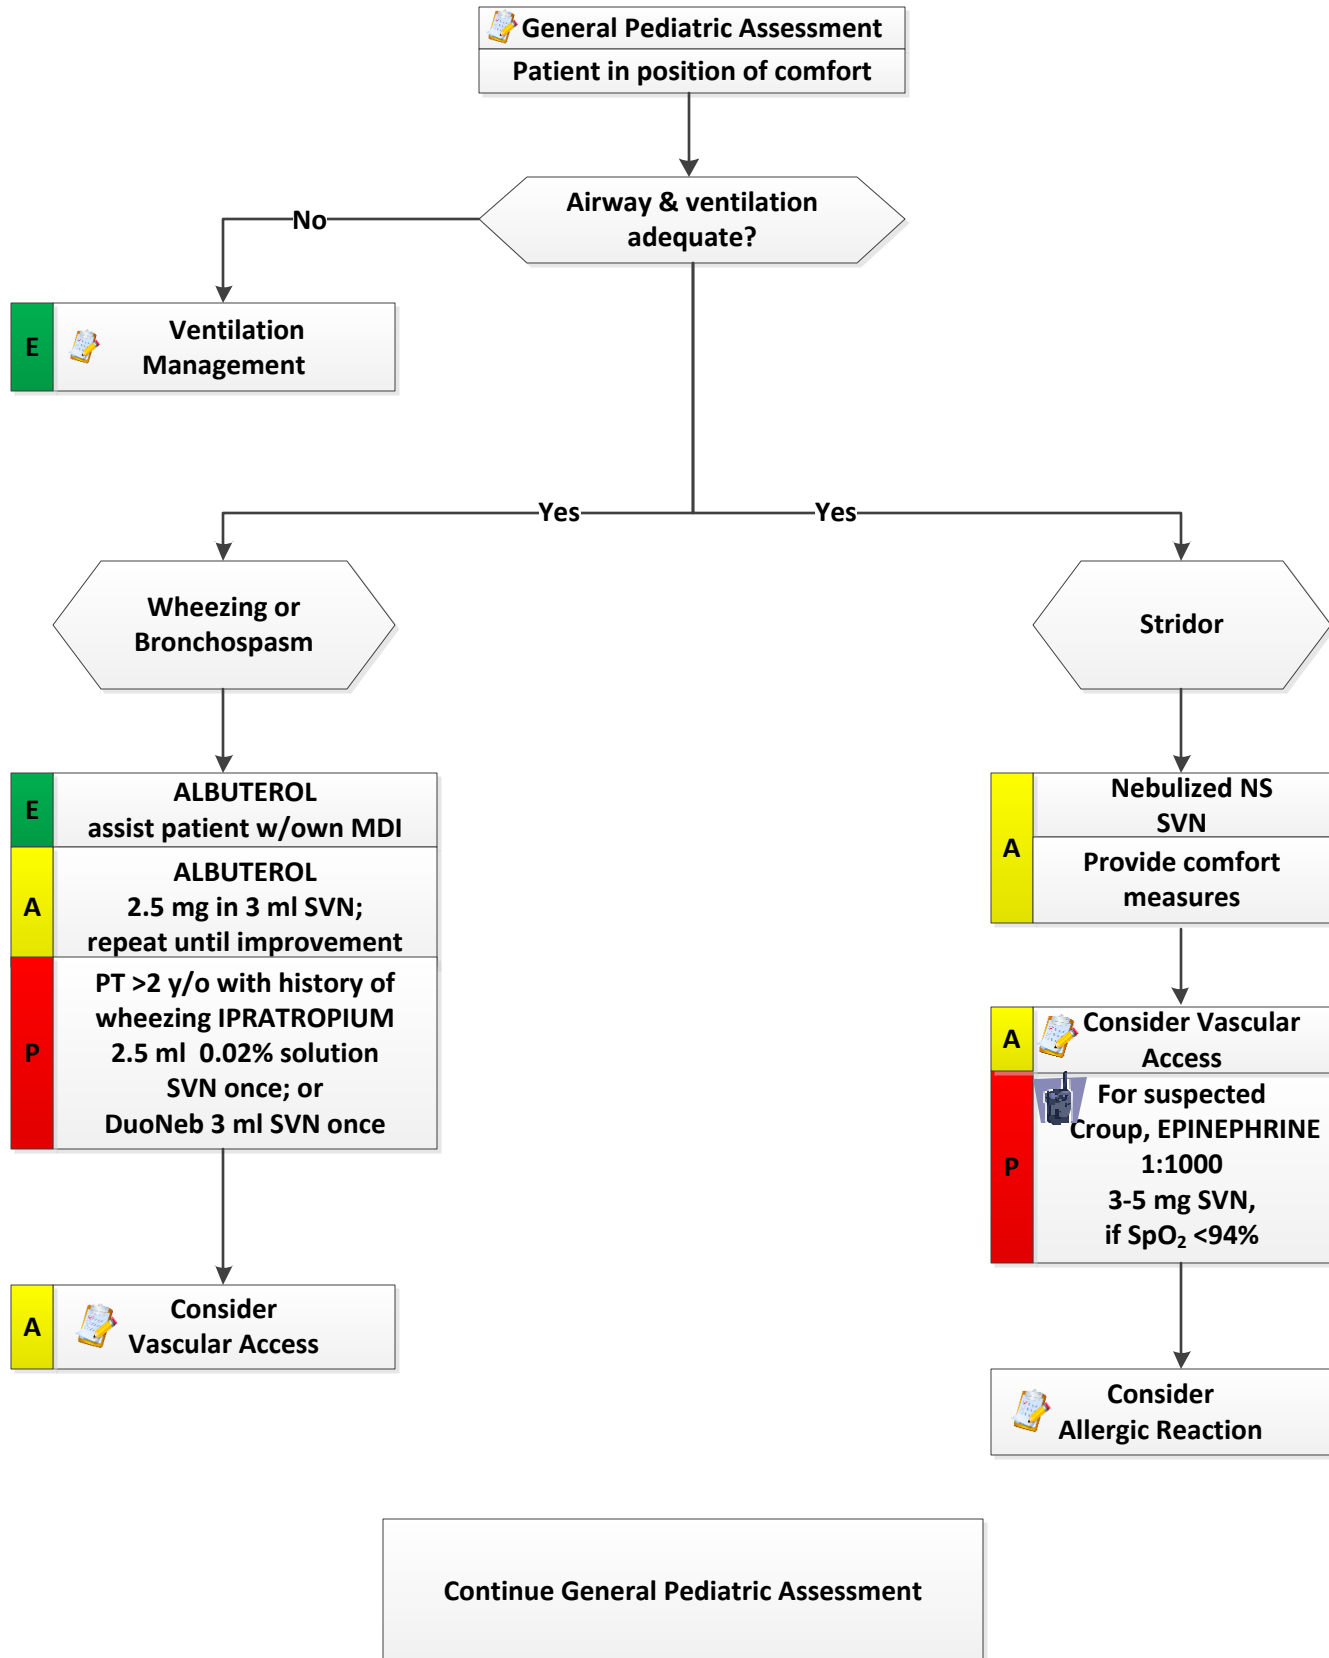 General Pediatric Assessment
Patient in position of comfort
Airway & ventilation
adequate?
No
E
Ventilation
Management
Yes
Yes
Wheezing or
Bronchospasm
Stridor
E
ALBUTEROL
assist patient w/own MDI
A
ALBUTEROL
2.5 mg in 3 ml SVN;
repeat until improvement
P
PT >2 y/o with history of
wheezing IPRATROPIUM
2.5 ml 0.02% solution
SVN once; or
DuoNeb 3 ml SVN once
A
Consider
Vascular Access
A
Nebulized NS
SVN
Provide comfort
measures
A
Consider Vascular
Access
P
For suspected
Croup, EPINEPHRINE
1:1000
3-5 mg SVN,
if SpO₂ <94%
Consider
Allergic Reaction
Continue General Pediatric Assessment